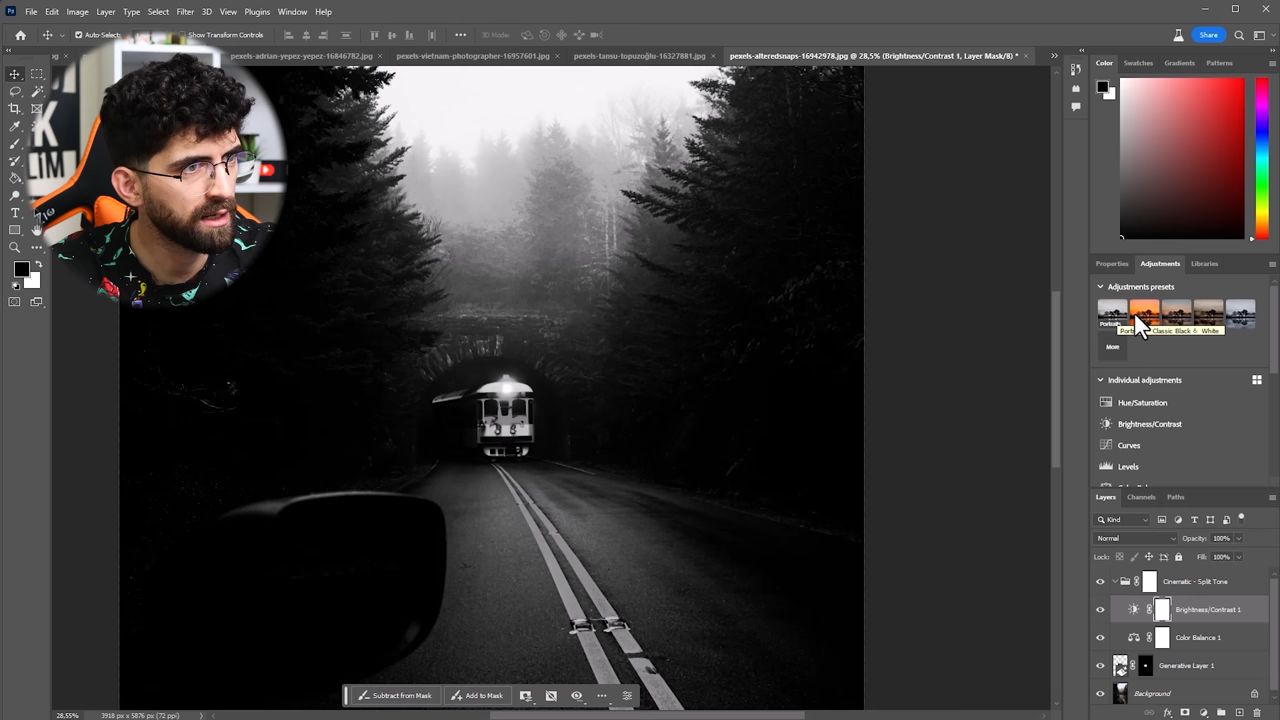 Ps File Edit Image Layer Type Select Filter 3D View Plugins Window Help
Auto-Select: Show Transform Controls 3D Mode: Share
pexels-adrian-yepez-yepez-16846782.jpg × pexels-vietnam-photographer-16957601.jpg × pexels-tansu-topuzoğlu-16327881.jpg × pexels-alteredsnaps-16942978.jpg @ 28,5% (Brightness/Contrast 1, Layer Mask/8) * ×
K
LIM
Color Swatches Gradients Patterns
Properties Adjustments Libraries
Adjustments presets
Portraits
Classic Black & White
More
Individual adjustments
Hue/Saturation
Brightness/Contrast
Curves
Levels
Layers Channels Paths
Kind
Normal Opacity: 100%
Lock: Fill: 100%
Cinematic - Split Tone
Brightness/Contrast 1
Color Balance 1
Generative Layer 1
Background
Subtract from Mask Add to Mask
28,55% 3918 px x 5876 px (72 ppi)